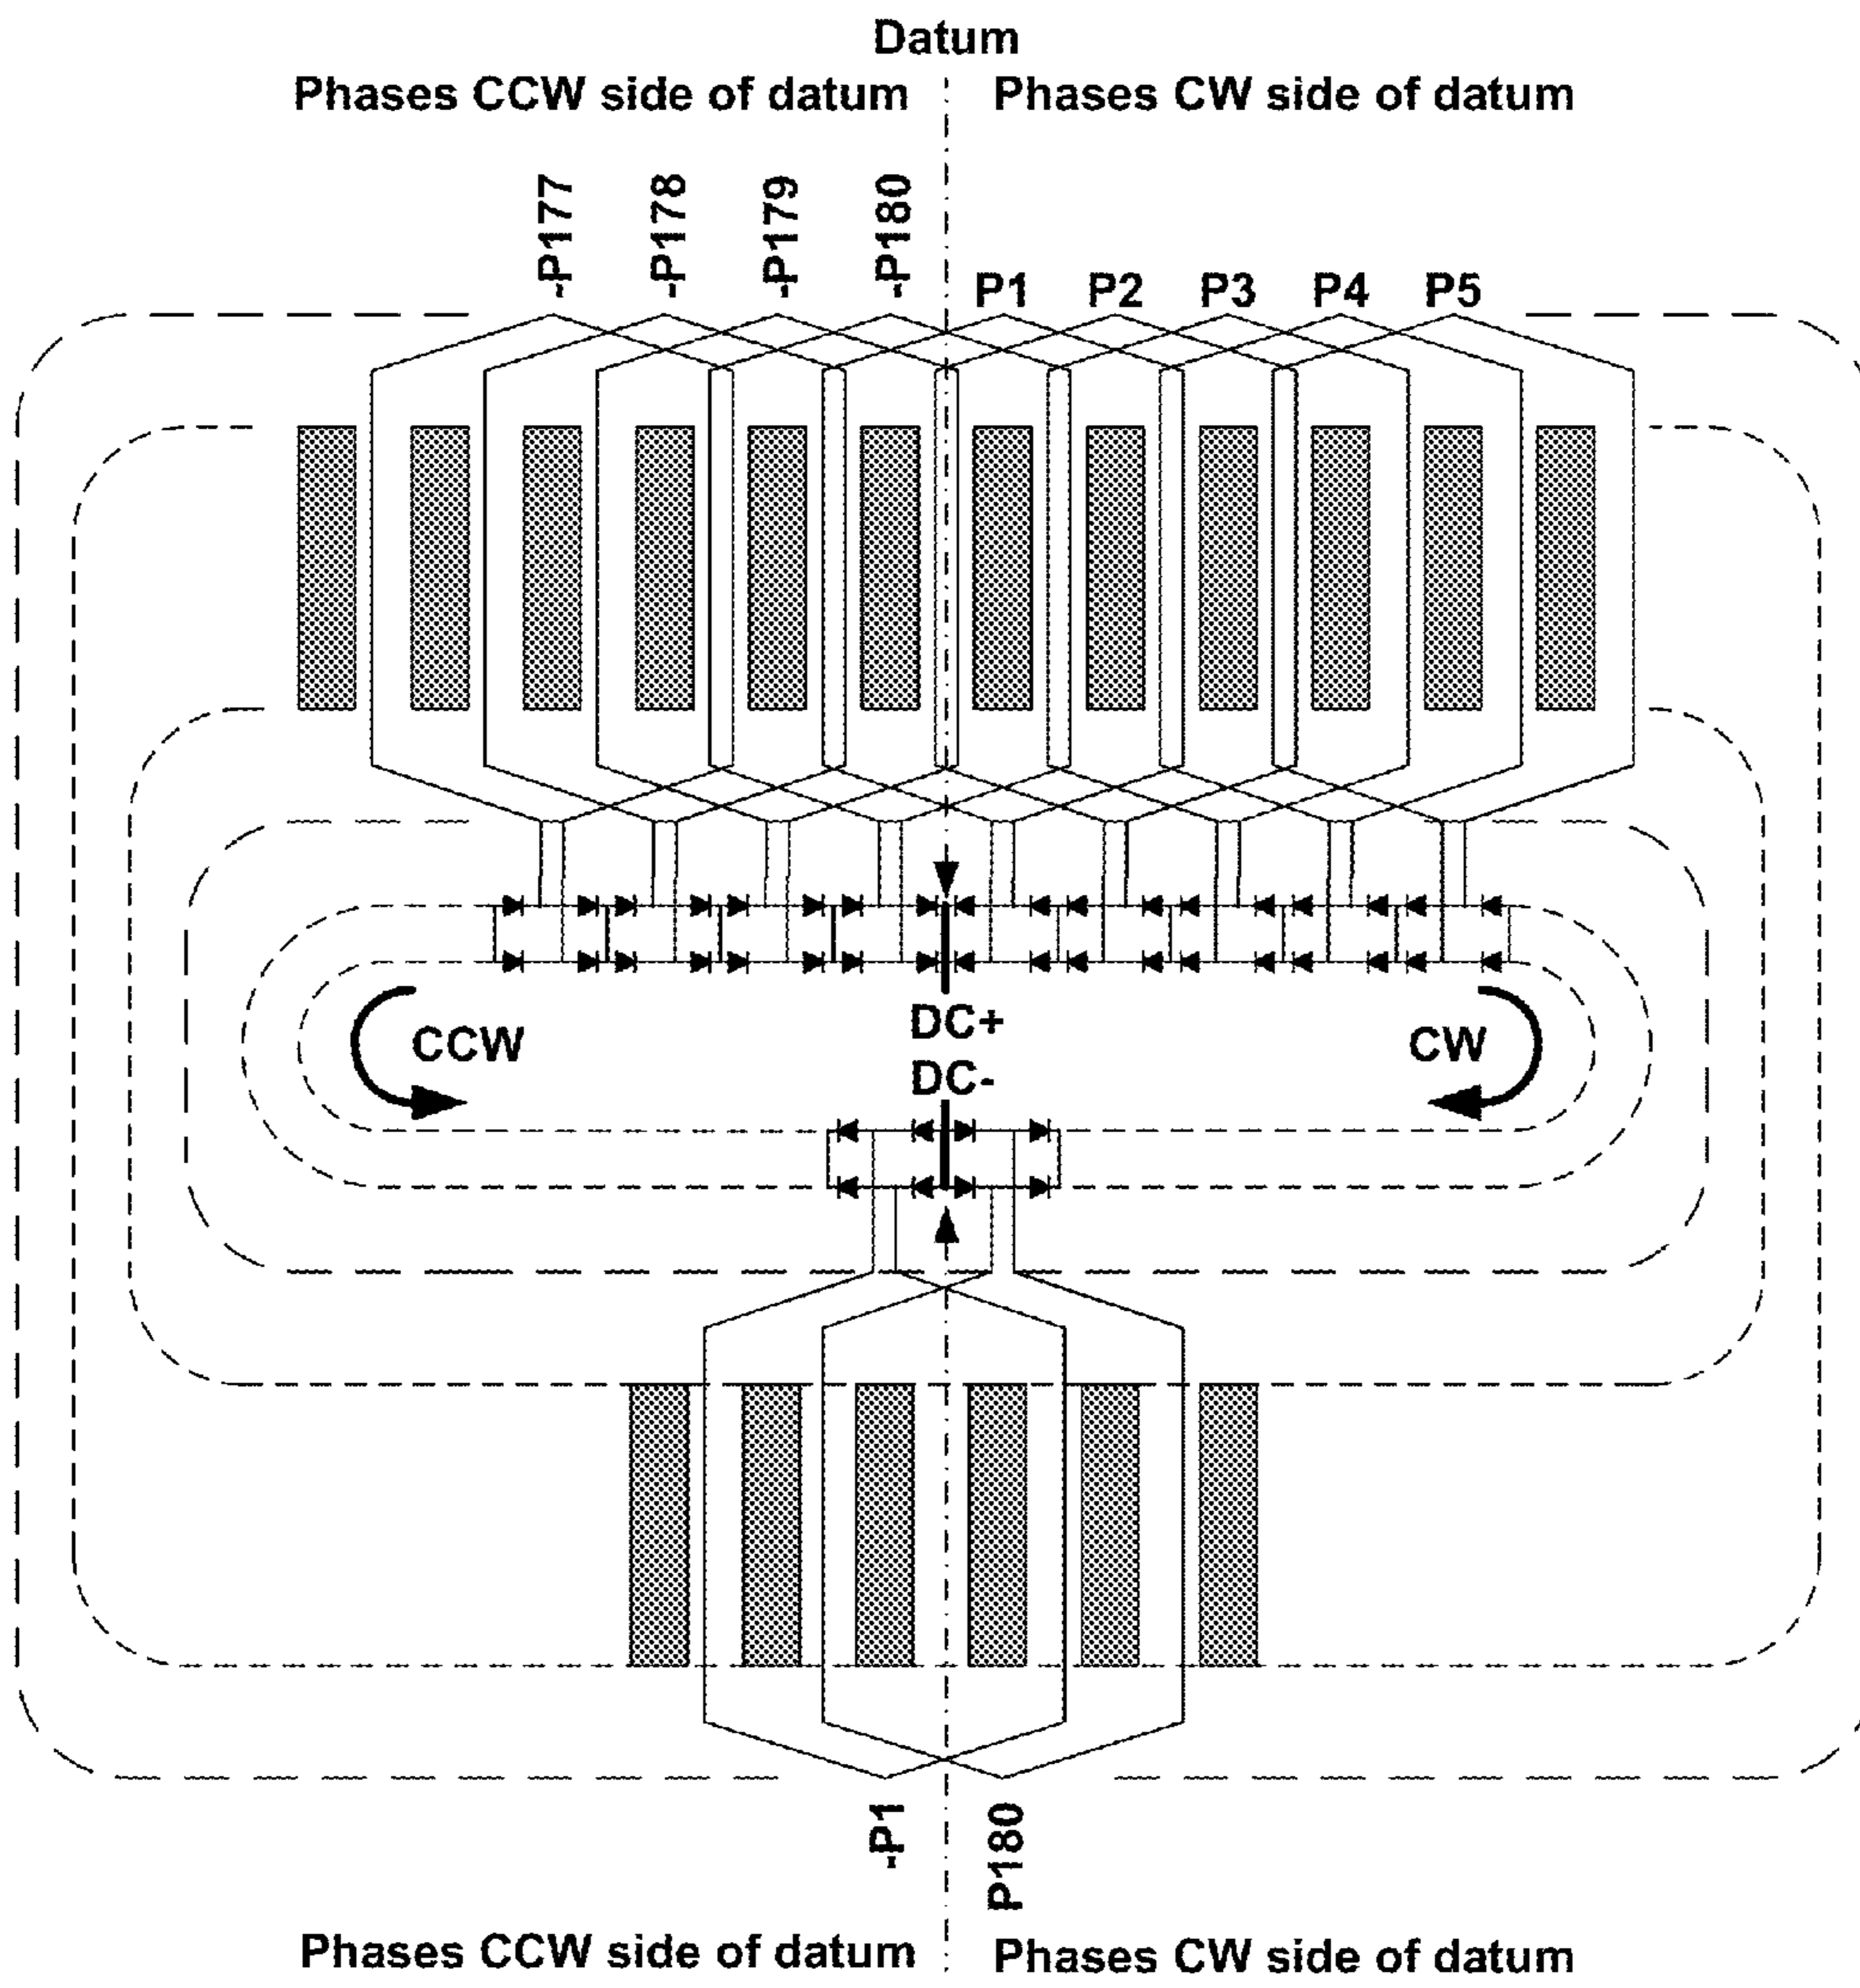 Datum
Phases CCW side of datum
Phases CW side of datum
-P177
-P178
-P179
-P180
P1
P2
P3
P4
P5
DC+
CCW
CW
DC-
-P1
P180
Phases CCW side of datum
Phases CW side of datum